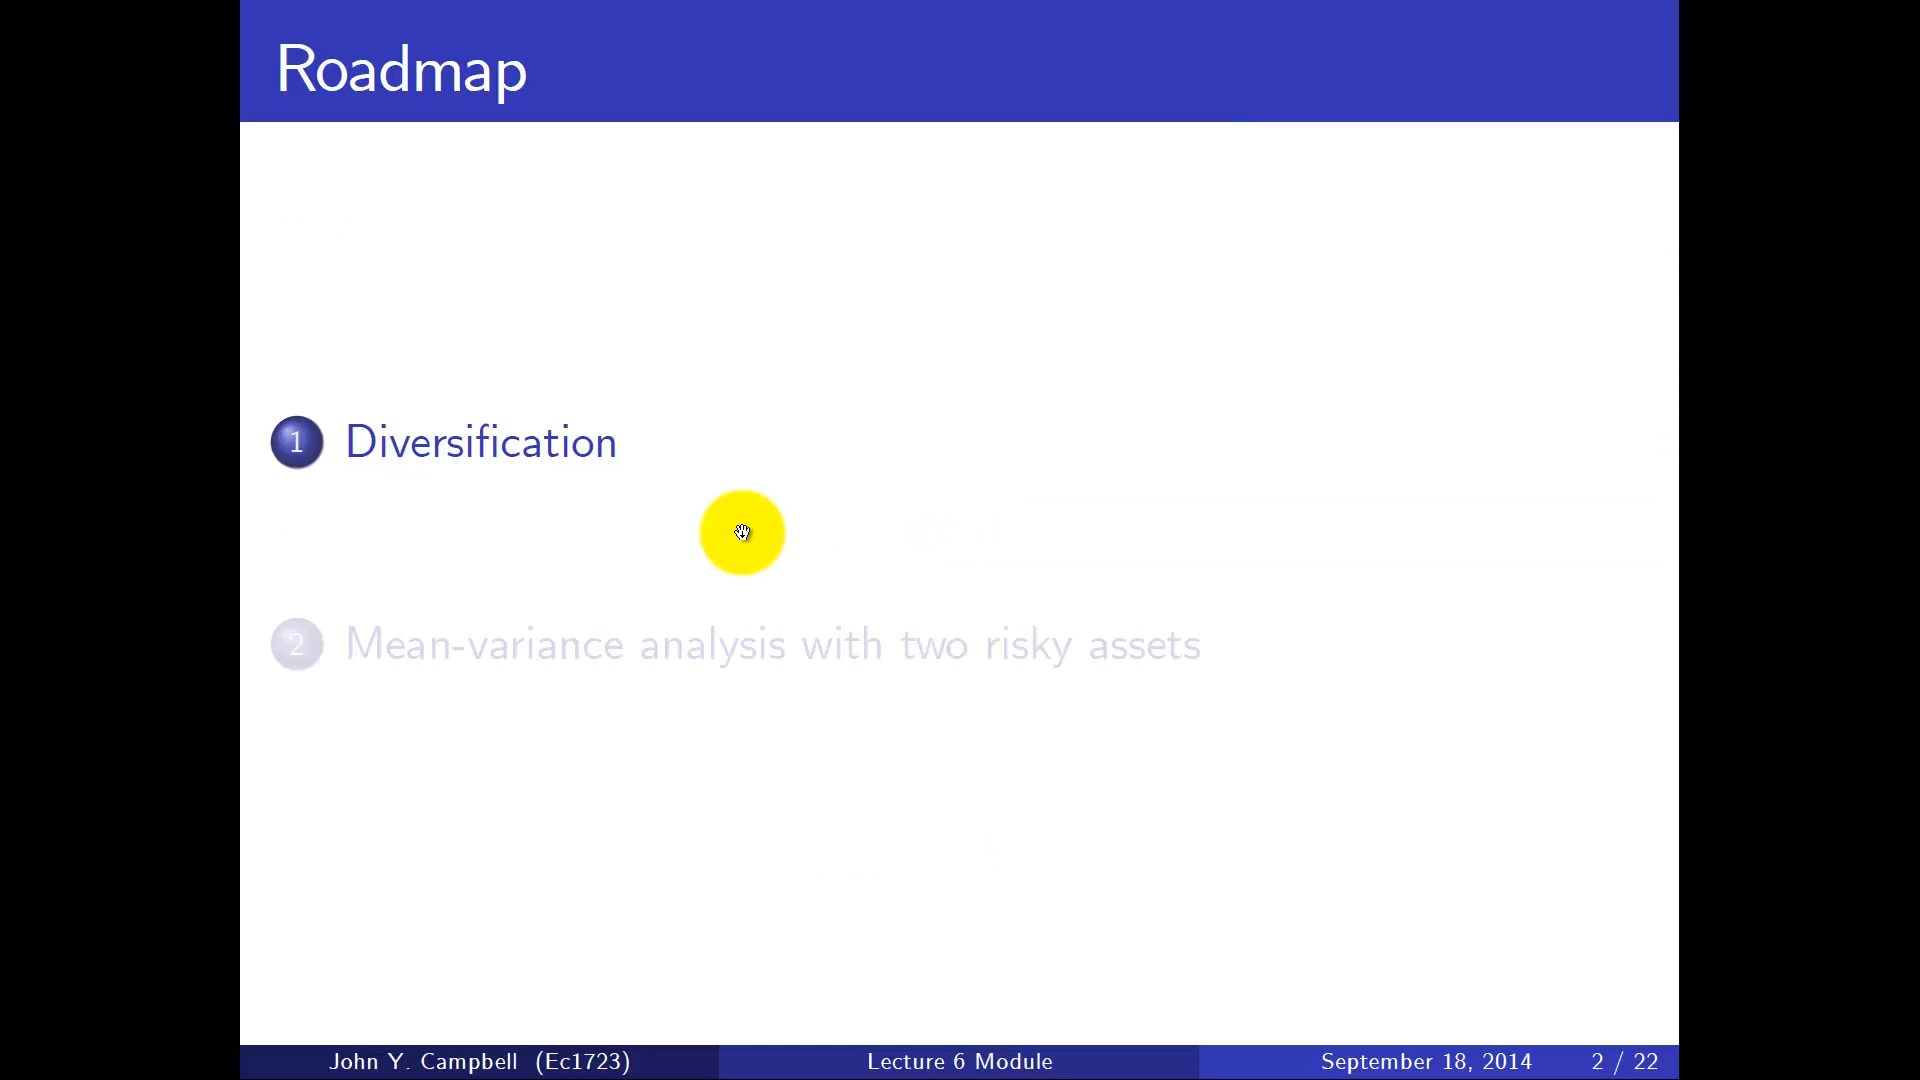 Roadmap
1 Diversification
2 Mean-variance analysis with two risky assets
John Y. Campbell (Ec1723) Lecture 6 Module September 18, 2014 2 / 22